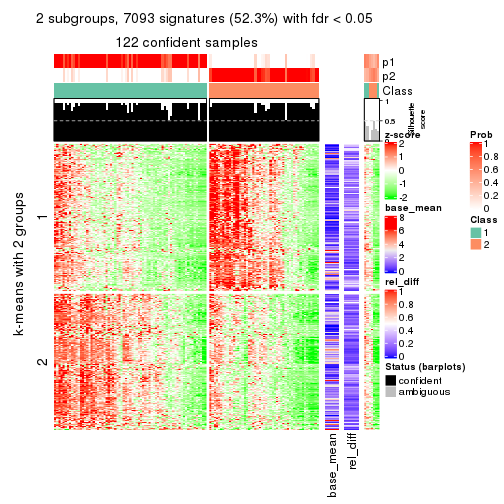 2 subgroups, 7093 signatures (52.3%) with fdr < 0.05
122 confident samples
p1
p2
Class
1
0.5
0
Silhouette
score
k-means with 2 groups
1
2
base_mean
rel_diff
z-score
2
1
0
-1
-2
base_mean
8
6
4
2
0
rel_diff
1
0.8
0.6
0.4
0.2
0
Status (barplots)
confident
ambiguous
Prob
1
0.8
0.6
0.4
0.2
0
Class
1
2